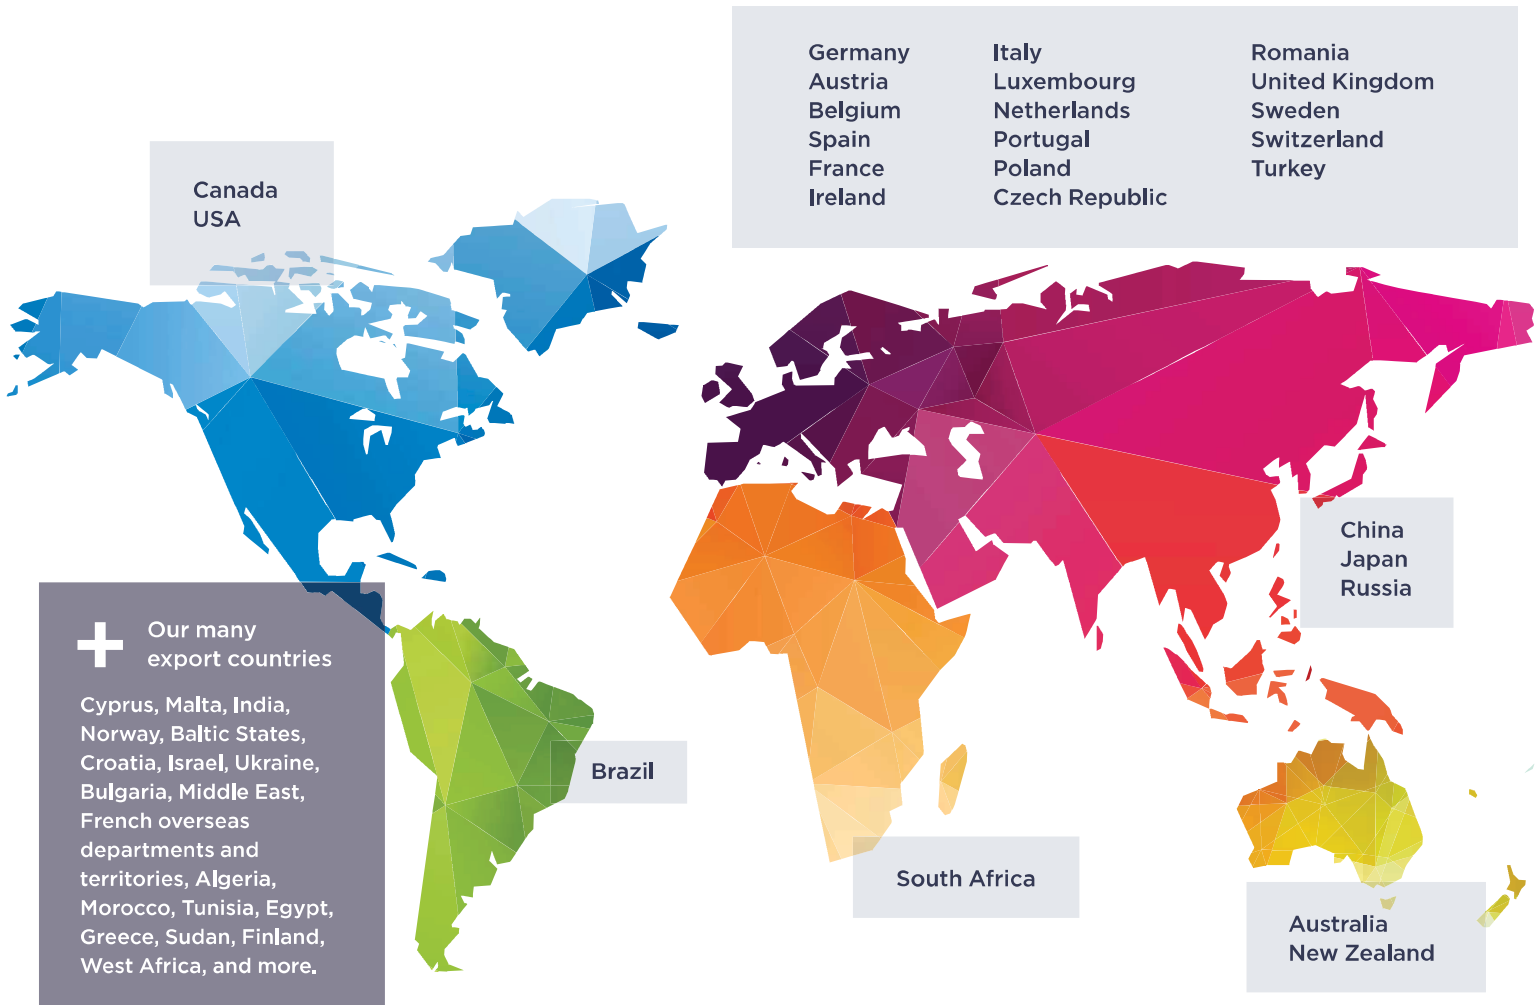 Germany
Austria
Belgium
Spain
France
Ireland
Italy
Luxembourg
Netherlands
Portugal
Poland
Czech Republic
Romania
United Kingdom
Sweden
Switzerland
Turkey
Canada
USA
China
Japan
Russia
+ Our many
export countries
Cyprus, Malta, India,
Norway, Baltic States,
Croatia, Israel, Ukraine,
Bulgaria, Middle East,
French overseas
departments and
territories, Algeria,
Morocco, Tunisia, Egypt,
Greece, Sudan, Finland,
West Africa, and more.
Brazil
South Africa
Australia
New Zealand